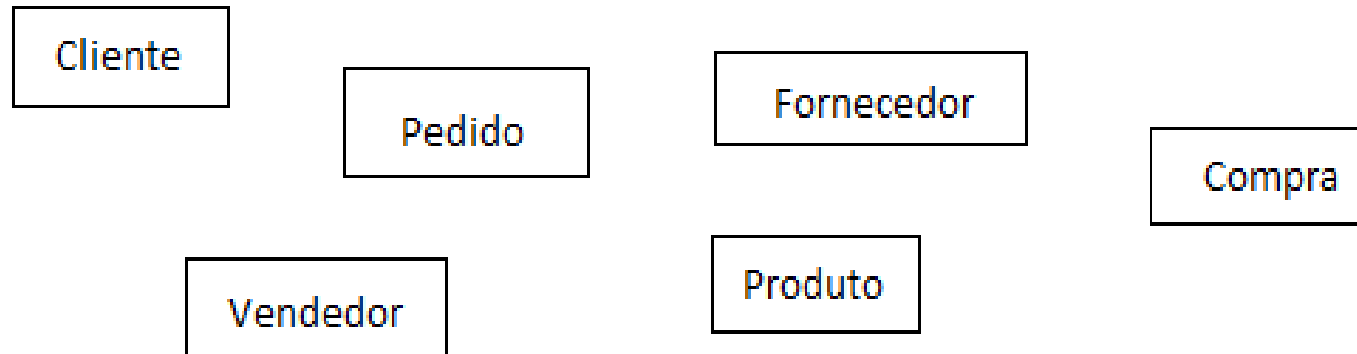 Cliente
Pedido
Fornecedor
Compra
Vendedor
Produto